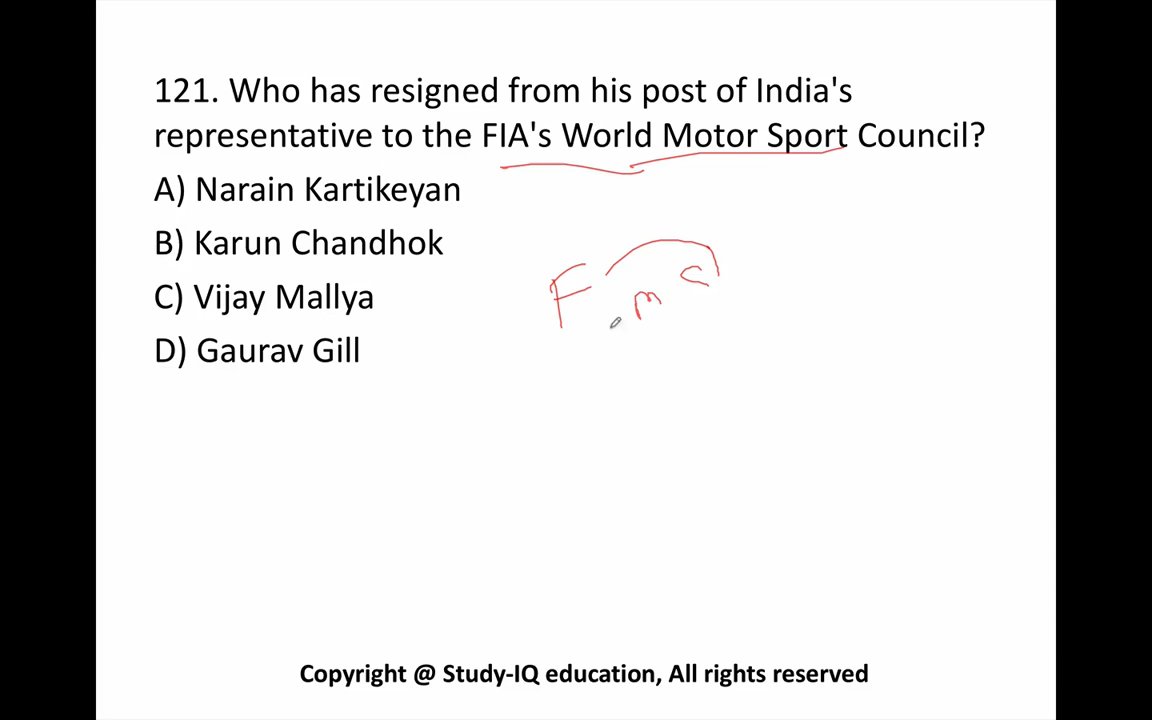 121. Who has resigned from his post of India's
representative to the FIA's World Motor Sport Council?
A) Narain Kartikeyan
B) Karun Chandhok
F m C
C) Vijay Mallya
D) Gaurav Gill
Copyright @ Study-IQ education, All rights reserved